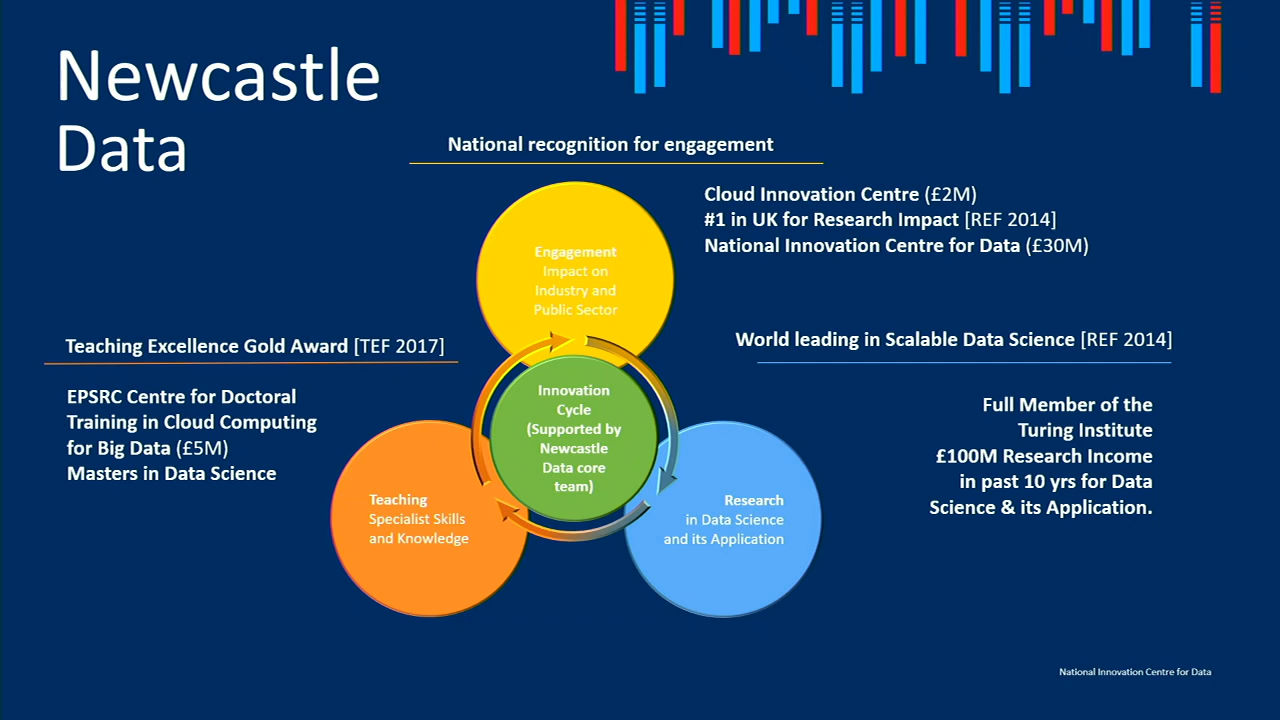 Newcastle
Data
National recognition for engagement
Cloud Innovation Centre (£2M)
#1 in UK for Research Impact [REF 2014]
National Innovation Centre for Data (£30M)
Engagement
Impact on
Industry and
Public Sector
Teaching Excellence Gold Award [TEF 2017]
EPSRC Centre for Doctoral
Training in Cloud Computing
for Big Data (£5M)
Masters in Data Science
World leading in Scalable Data Science [REF 2014]
Full Member of the
Turing Institute
£100M Research Income
in past 10 yrs for Data
Science & its Application.
Innovation
Cycle
(Supported by
Newcastle
Data core
team)
Teaching
Specialist Skills
and Knowledge
Research
in Data Science
and its Application
National Innovation Centre for Data